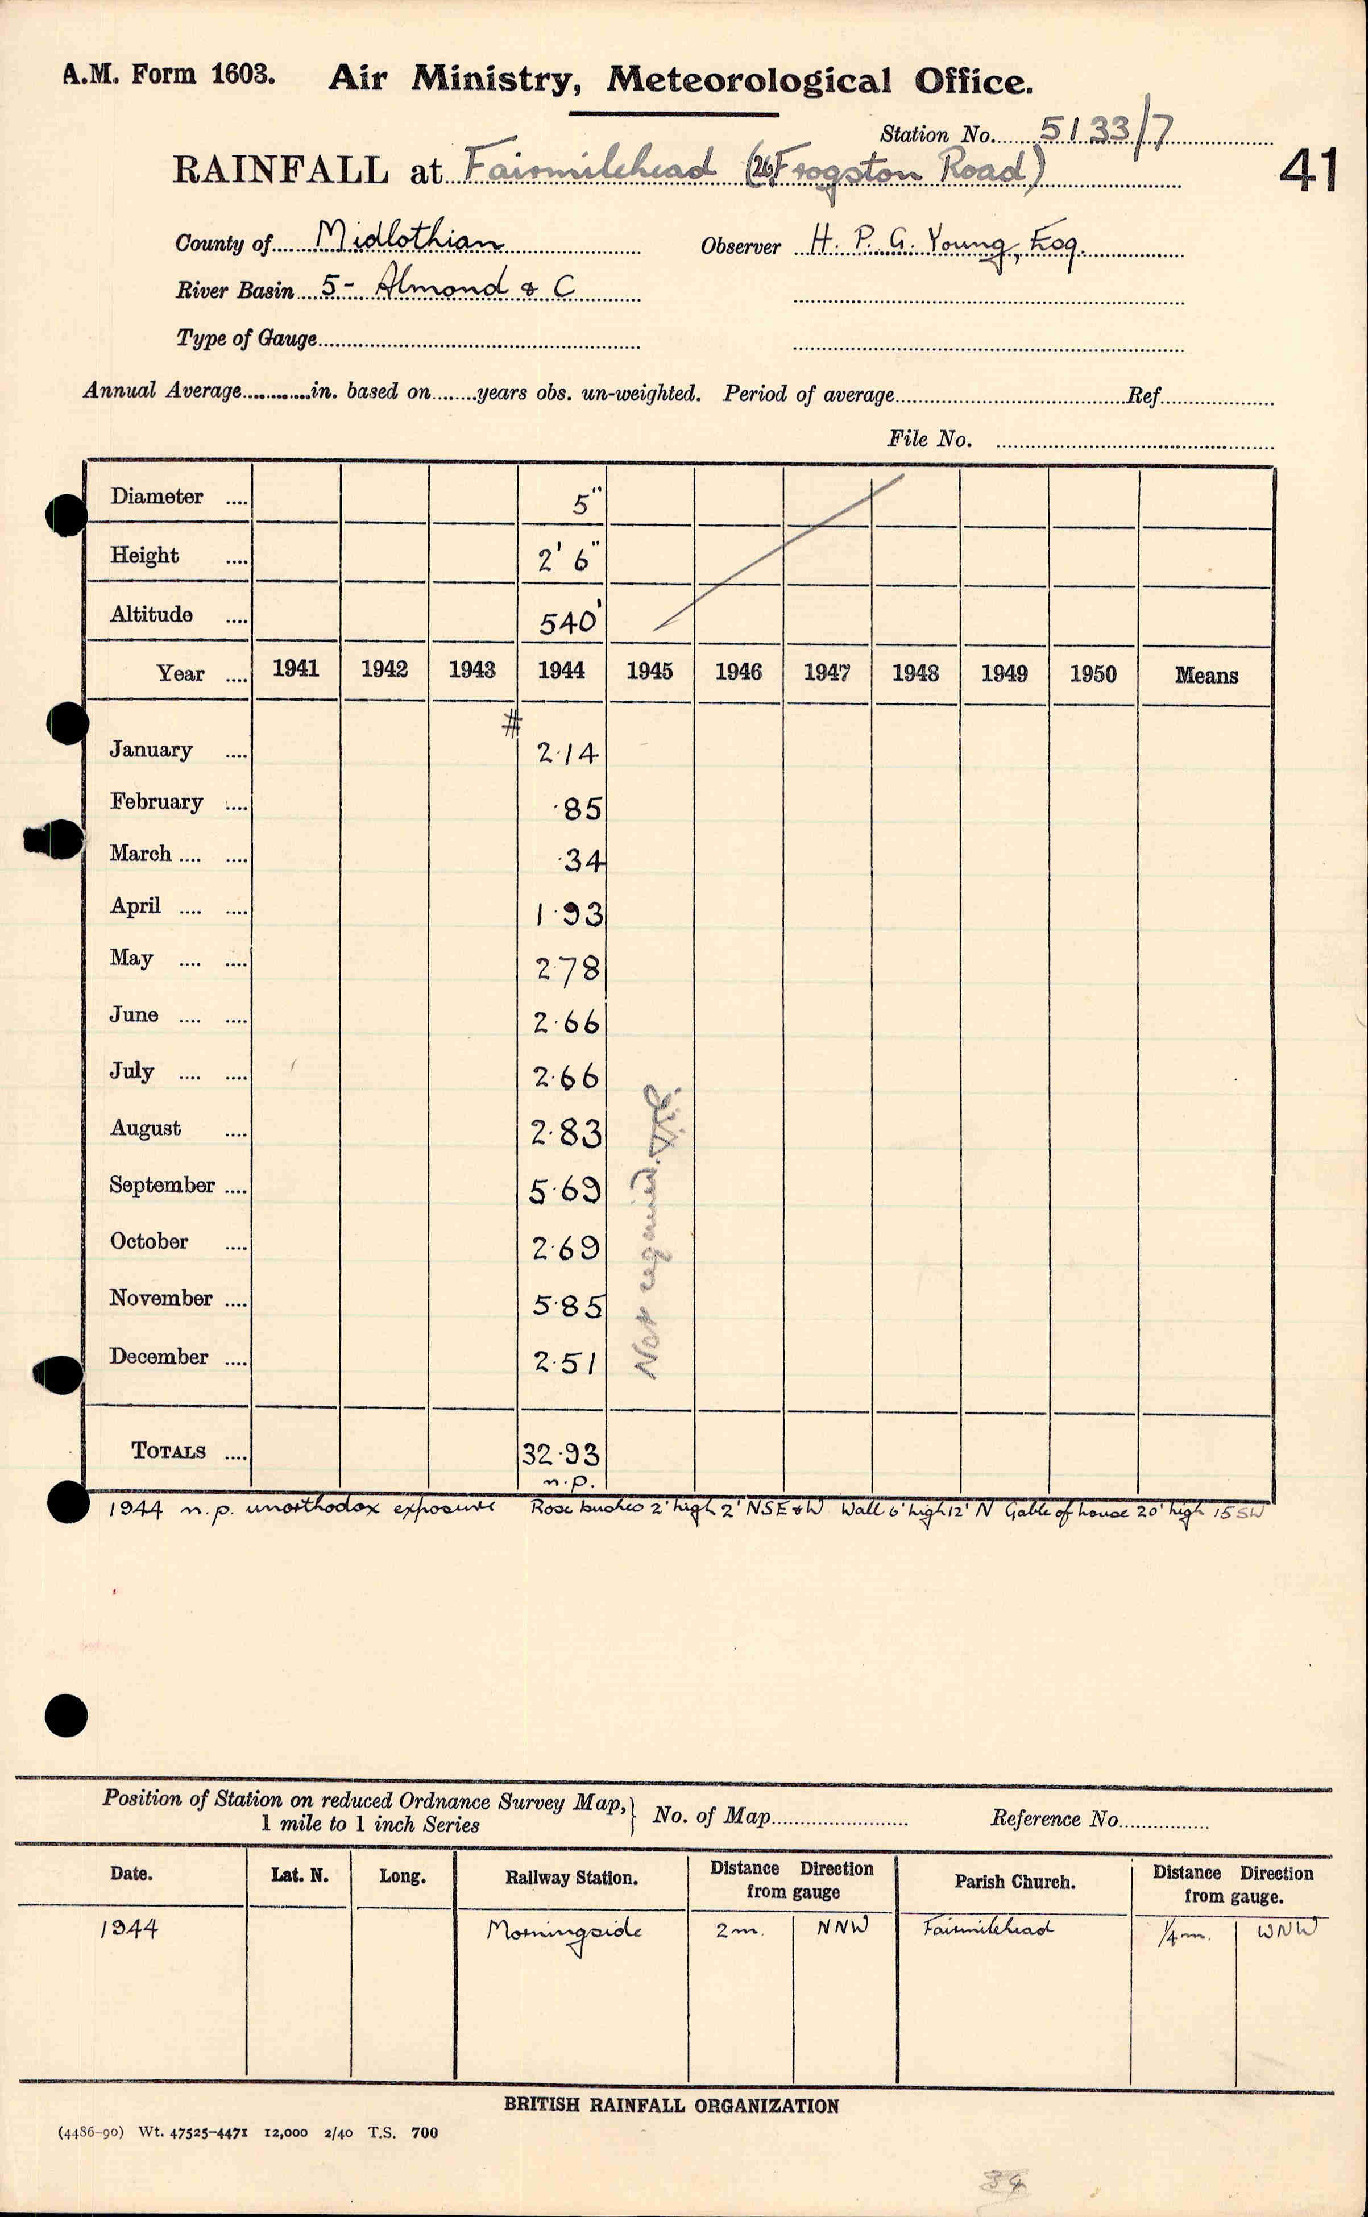 A.M. Form 1603. Air Ministry, Meteorological Office.
Station No. 5133/7
RAINFALL at Fairmilehead (26, Frogston Road) 41
County of Midlothian Observer H. P. G. Young, Esq.
River Basin 5- Almond & C
Type of Gauge
Annual Average in. based on years obs. un-weighted. Period of average Ref
File No.
Diameter 5"
Height 2' 6"
Altitude 540'
Year 1941 1942 1943 1944 1945 1946 1947 1948 1949 1950 Means
#
January 2.14
February .85
March .34
April 1.93
May 2.78
June 2.66
July 2.66
August 2.83
September 5.69
October 2.69
November 5.85
December 2.51
Not required.
TOTALS 32.93
n.p.
1944 n.p. unorthodox exposure Rose bushes 2' high 2' NSE & W Wall 6' high 12' N Gable of house 20' high 15 SW
Position of Station on reduced Ordnance Survey Map, 1 mile to 1 inch Series } No. of Map Reference No.
Date. Lat. N. Long. Railway Station. Distance Direction from gauge Parish Church. Distance Direction from gauge.
1944 Morningside 2m. NNW Fairmilehead 1/4 m. WNW
BRITISH RAINFALL ORGANIZATION
(4486-90) Wt. 47525-4471 12,000 2/40 T.S. 700
34